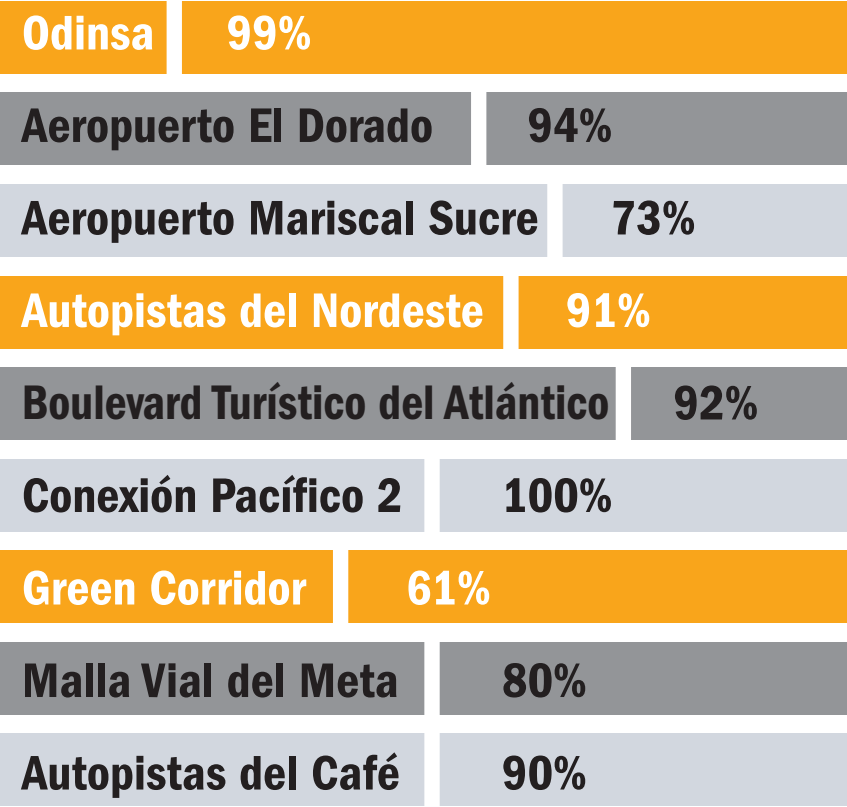 Odinsa 99%
Aeropuerto El Dorado 94%
Aeropuerto Mariscal Sucre 73%
Autopistas del Nordeste 91%
Boulevard Turístico del Atlántico 92%
Conexión Pacífico 2 100%
Green Corridor 61%
Malla Vial del Meta 80%
Autopistas del Café 90%